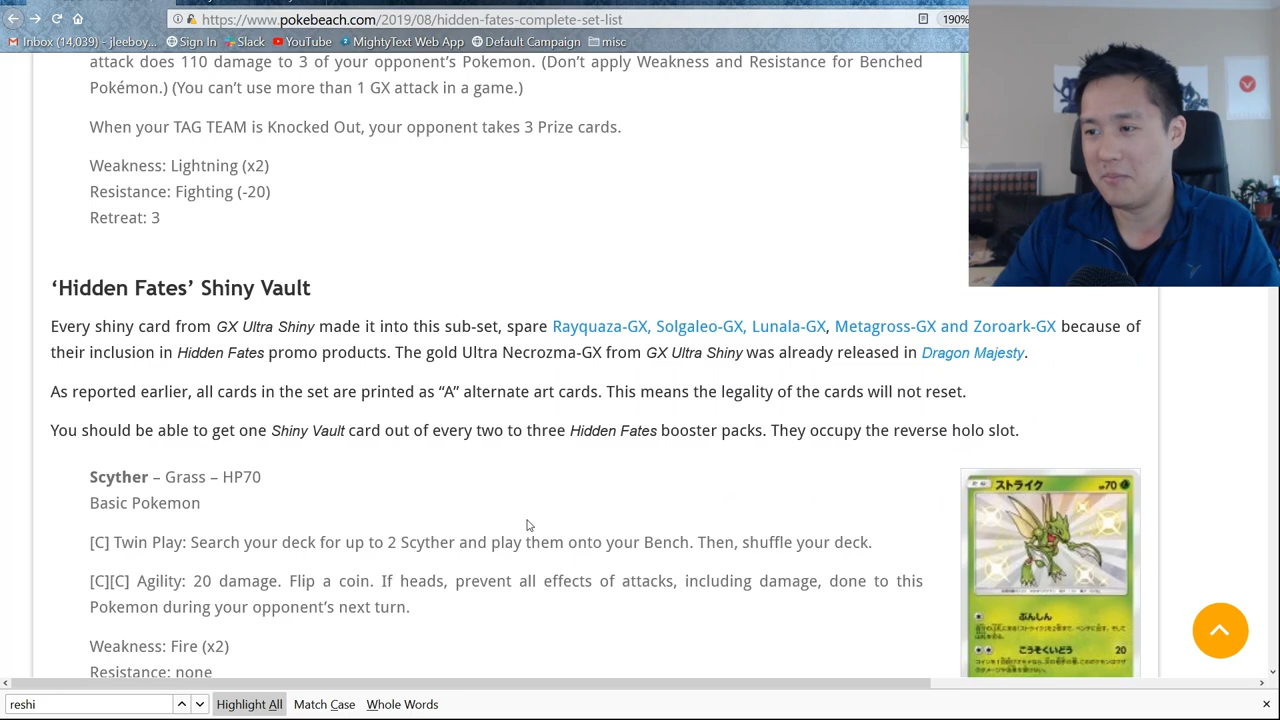 https://www.pokebeach.com/2019/08/hidden-fates-complete-set-list
190%
Inbox (14,039) - jleeboy... Sign In Slack YouTube MightyText Web App Default Campaign misc
attack does 110 damage to 3 of your opponent's Pokemon. (Don't apply Weakness and Resistance for Benched
Pokémon.) (You can't use more than 1 GX attack in a game.)
When your TAG TEAM is Knocked Out, your opponent takes 3 Prize cards.
Weakness: Lightning (x2)
Resistance: Fighting (-20)
Retreat: 3
‘Hidden Fates’ Shiny Vault
Every shiny card from GX Ultra Shiny made it into this sub-set, spare Rayquaza-GX, Solgaleo-GX, Lunala-GX, Metagross-GX and Zoroark-GX because of
their inclusion in Hidden Fates promo products. The gold Ultra Necrozma-GX from GX Ultra Shiny was already released in Dragon Majesty.
As reported earlier, all cards in the set are printed as “A” alternate art cards. This means the legality of the cards will not reset.
You should be able to get one Shiny Vault card out of every two to three Hidden Fates booster packs. They occupy the reverse holo slot.
Scyther – Grass – HP70
Basic Pokemon
[C] Twin Play: Search your deck for up to 2 Scyther and play them onto your Bench. Then, shuffle your deck.
[C][C] Agility: 20 damage. Flip a coin. If heads, prevent all effects of attacks, including damage, done to this
Pokemon during your opponent's next turn.
Weakness: Fire (x2)
Resistance: none
ストライク 70
ぶんしん
こうそくいどう 20
reshi Highlight All Match Case Whole Words